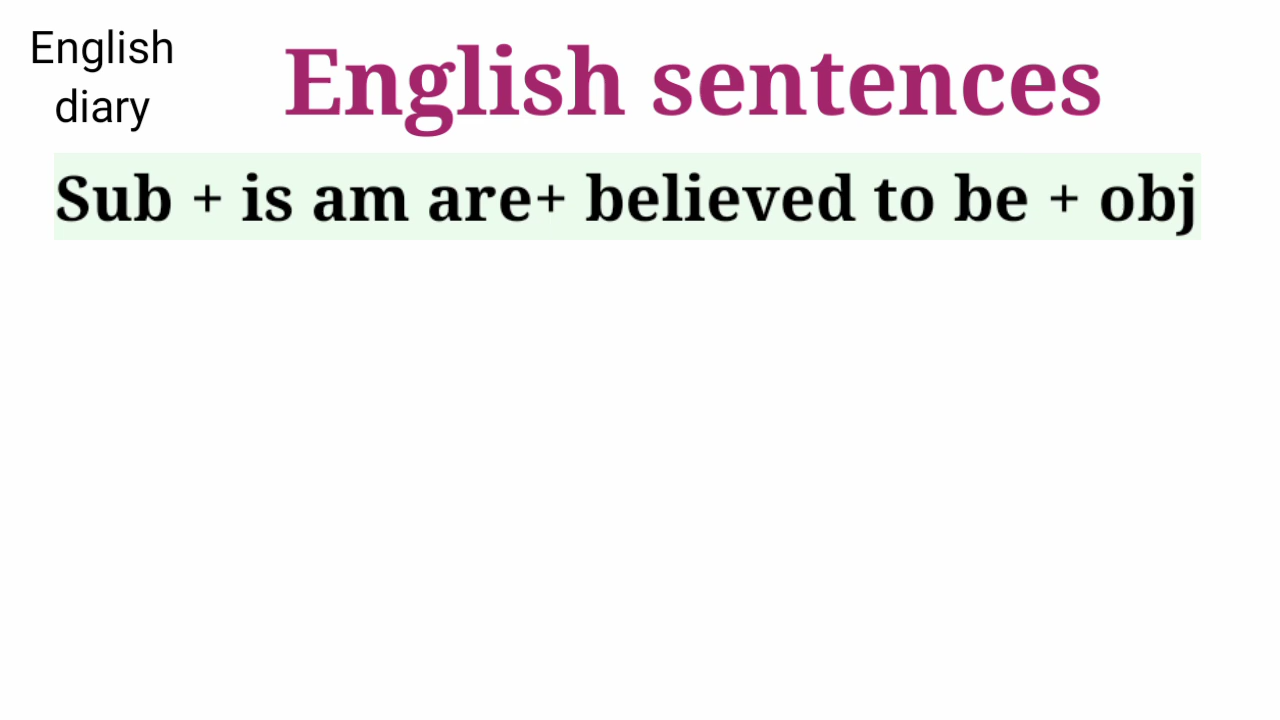 English
diary
English sentences
Sub + is am are+ believed to be + obj